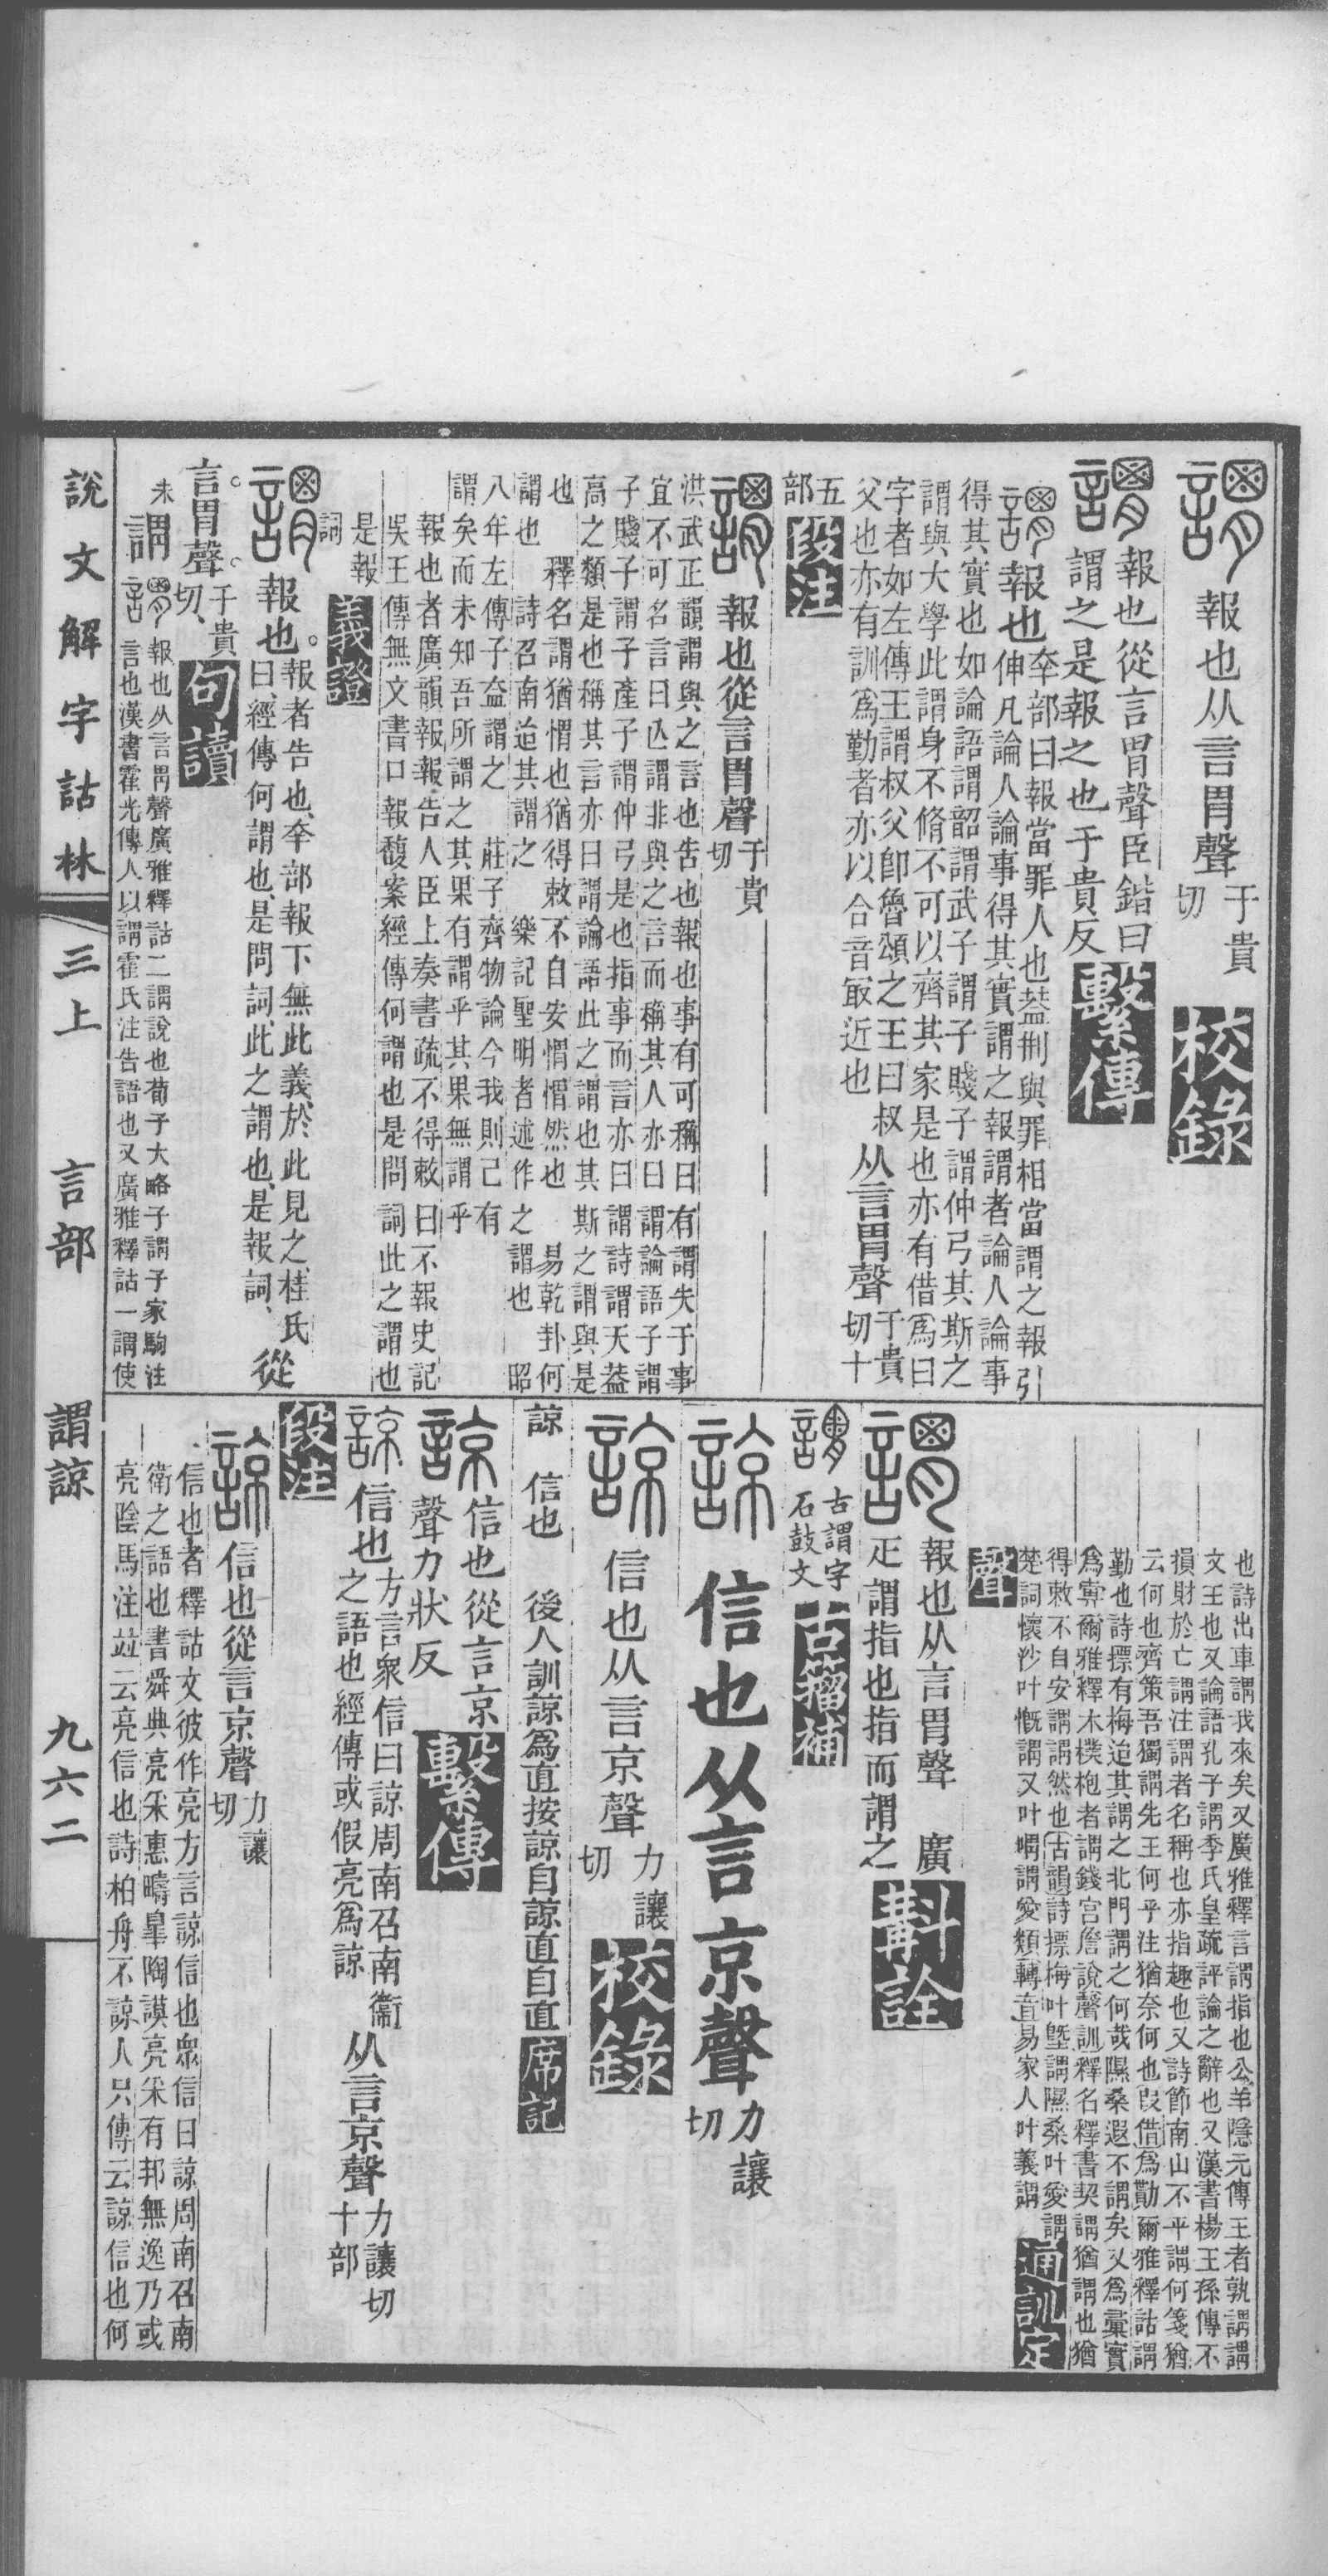 報也从言胃聲
于貴
切
校錄
報也從言胃聲臣鍇曰
謂之是報之也于貴反
繫傳
報也
㚔部曰報當罪人也葢刑與罪相當謂之報引
伸凡論人論事得其實謂之報謂者論人論事
得其實也如論語謂韶謂武子謂子賤子謂仲弓其斯之
謂與大學此謂身不脩不可以齊其家是也亦有借爲曰
字者如左傳王謂叔父卽魯頌之王曰叔
父也亦有訓爲勤者亦以合音㝡近也
从言胃聲
于貴
切十
五
部
段注
報也從言胃聲
于貴
切
洪武正韻謂與之言也告也報也事有可稱曰有謂失于事
宜不可名言曰亾謂非與之言而稱其人亦曰謂論語子謂
子賤子謂子產子謂仲弓是也指事而言亦曰謂詩謂天葢
高之類是也稱其言亦曰謂論語此之謂也其斯之謂與是
也 釋名謂猶惲也猶得敕不自安惲惲然也 易乾卦何
謂也 詩召南迨其謂之 樂記聖明者述作之謂也 昭
八年左傳子盍謂之 莊子齊物論今我則已有
謂矣而未知吾所謂之其果有謂乎其果無謂乎
報也者廣韻報報告人臣上奏書疏不得敕曰不報史記
吳王傳無文書口報馥案經傳何謂也是問詞此之謂也
是報
詞
義證
報也。
報者告也、㚔部報下無此義、於此見之、桂氏
曰、經傳何謂也、是問詞、此之謂也、是報詞、
從
言。胃聲。
于貴
切、
句讀
謂
報也从言胃聲廣雅釋詁二謂說也荀子大略子謂子家駒注
言也漢書霍光傳人以謂霍氏注告語也又廣雅釋詁一謂使
也詩出車謂我來矣又廣雅釋言謂指也公羊隱元傳王者孰謂謂
文王也又論語孔子謂季氏皇疏評論之辭也又漢書楊王孫傳不
損財於亡謂注謂者名稱也亦指趣也又詩節南山不平謂何箋猶
云何也齊策吾獨謂先王何乎注猶奈何也叚借爲勤爾雅釋詁謂
勤也詩摽有梅迨其謂之北門謂之何哉隰桑遐不謂矣又爲彙實
爲㝯爾雅釋木樸枹者謂錢宮詹說聲訓釋名釋書契謂猶謂也猶
得敕不自安謂謂然也古韻詩摽梅叶墍謂隰桑叶愛謂
楚詞懷沙叶慨謂又叶喟謂愛類轉音易家人叶義謂
通訓定
聲
報也从言胃聲 廣
疋謂指也指而謂之
斠詮
古謂字
石鼓文
古籀補
信也从言京聲
力讓
切
信也从言京聲
力讓
切
校錄
諒 信也 後人訓諒爲直按諒自諒直自直
席記
信也從言京
聲力狀反
繫傳
信也
方言衆信曰諒周南召南衞
之語也經傳或假亮爲諒
从言京聲
力讓切
十部
段注
信也從言京聲
力讓
切
信也者釋詁文彼作亮方言諒信也衆信曰諒周南召南
衞之語也書舜典亮采惠疇皐陶謨亮采有邦無逸乃或
亮陰馬注竝云亮信也詩柏舟不諒人只傳云諒信也何
說文解字詁林
三上
言部
謂諒
九六二